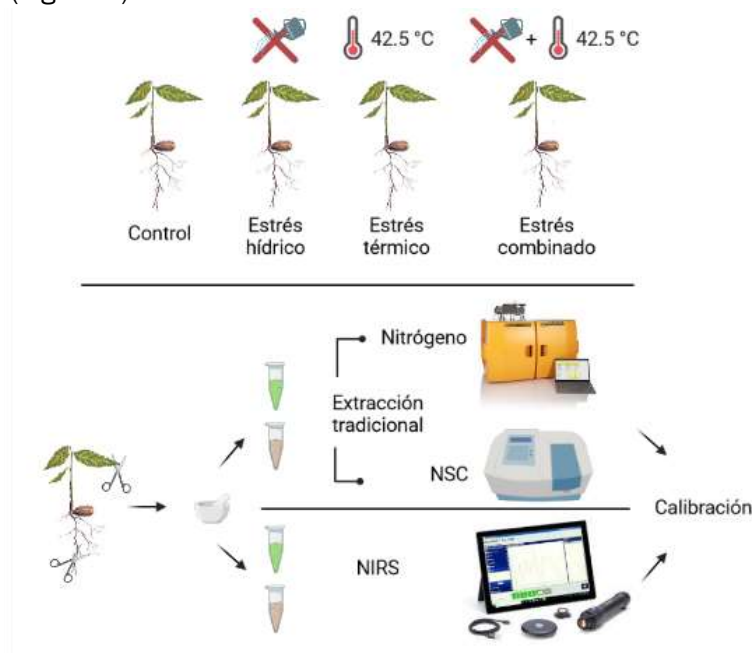 42.5 °C
+
42.5 °C
Control
Estrés
hídrico
Estrés
térmico
Estrés
combinado
Nitrógeno
Extracción
tradicional
NSC
Calibración
NIRS